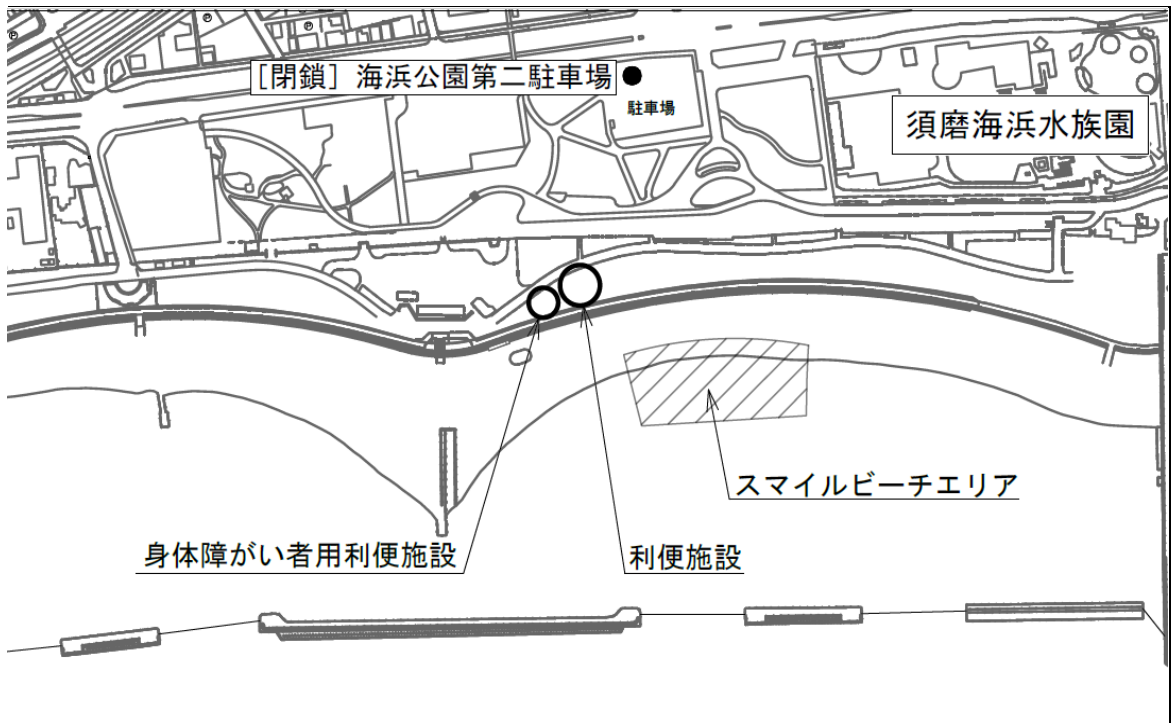 Ⓟ
Ⓟ
Ⓟ
［閉鎖］海浜公園第二駐車場
駐車場
須磨海浜水族園
スマイルビーチエリア
身体障がい者用利便施設
利便施設